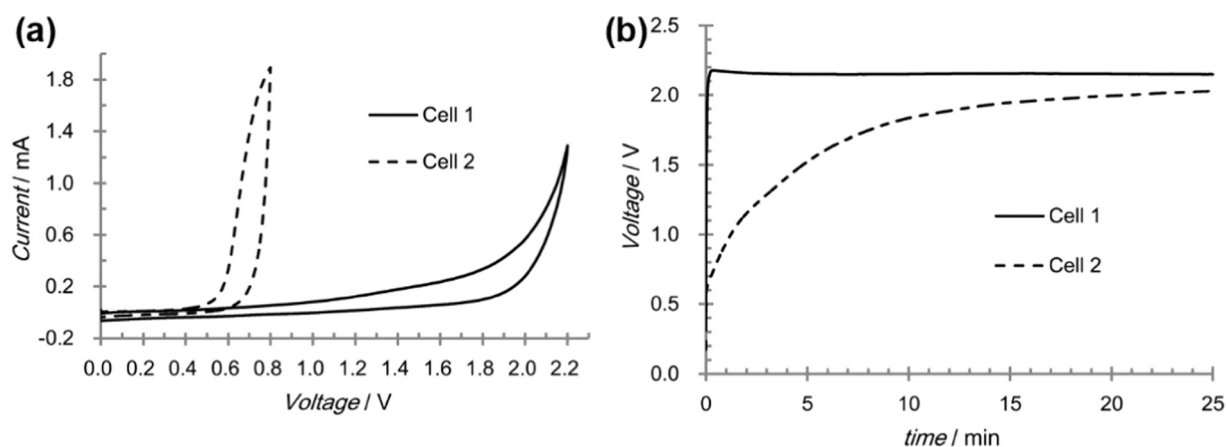 (a)
1.8
1.4
1.0
0.6
0.2
-0.2
Current / mA
Cell 1
Cell 2
0.0 0.2 0.4 0.6 0.8 1.0 1.2 1.4 1.6 1.8 2.0 2.2
Voltage / V
(b)
2.5
2.0
1.5
1.0
0.5
0.0
Voltage / V
Cell 1
Cell 2
0 5 10 15 20 25
time / min